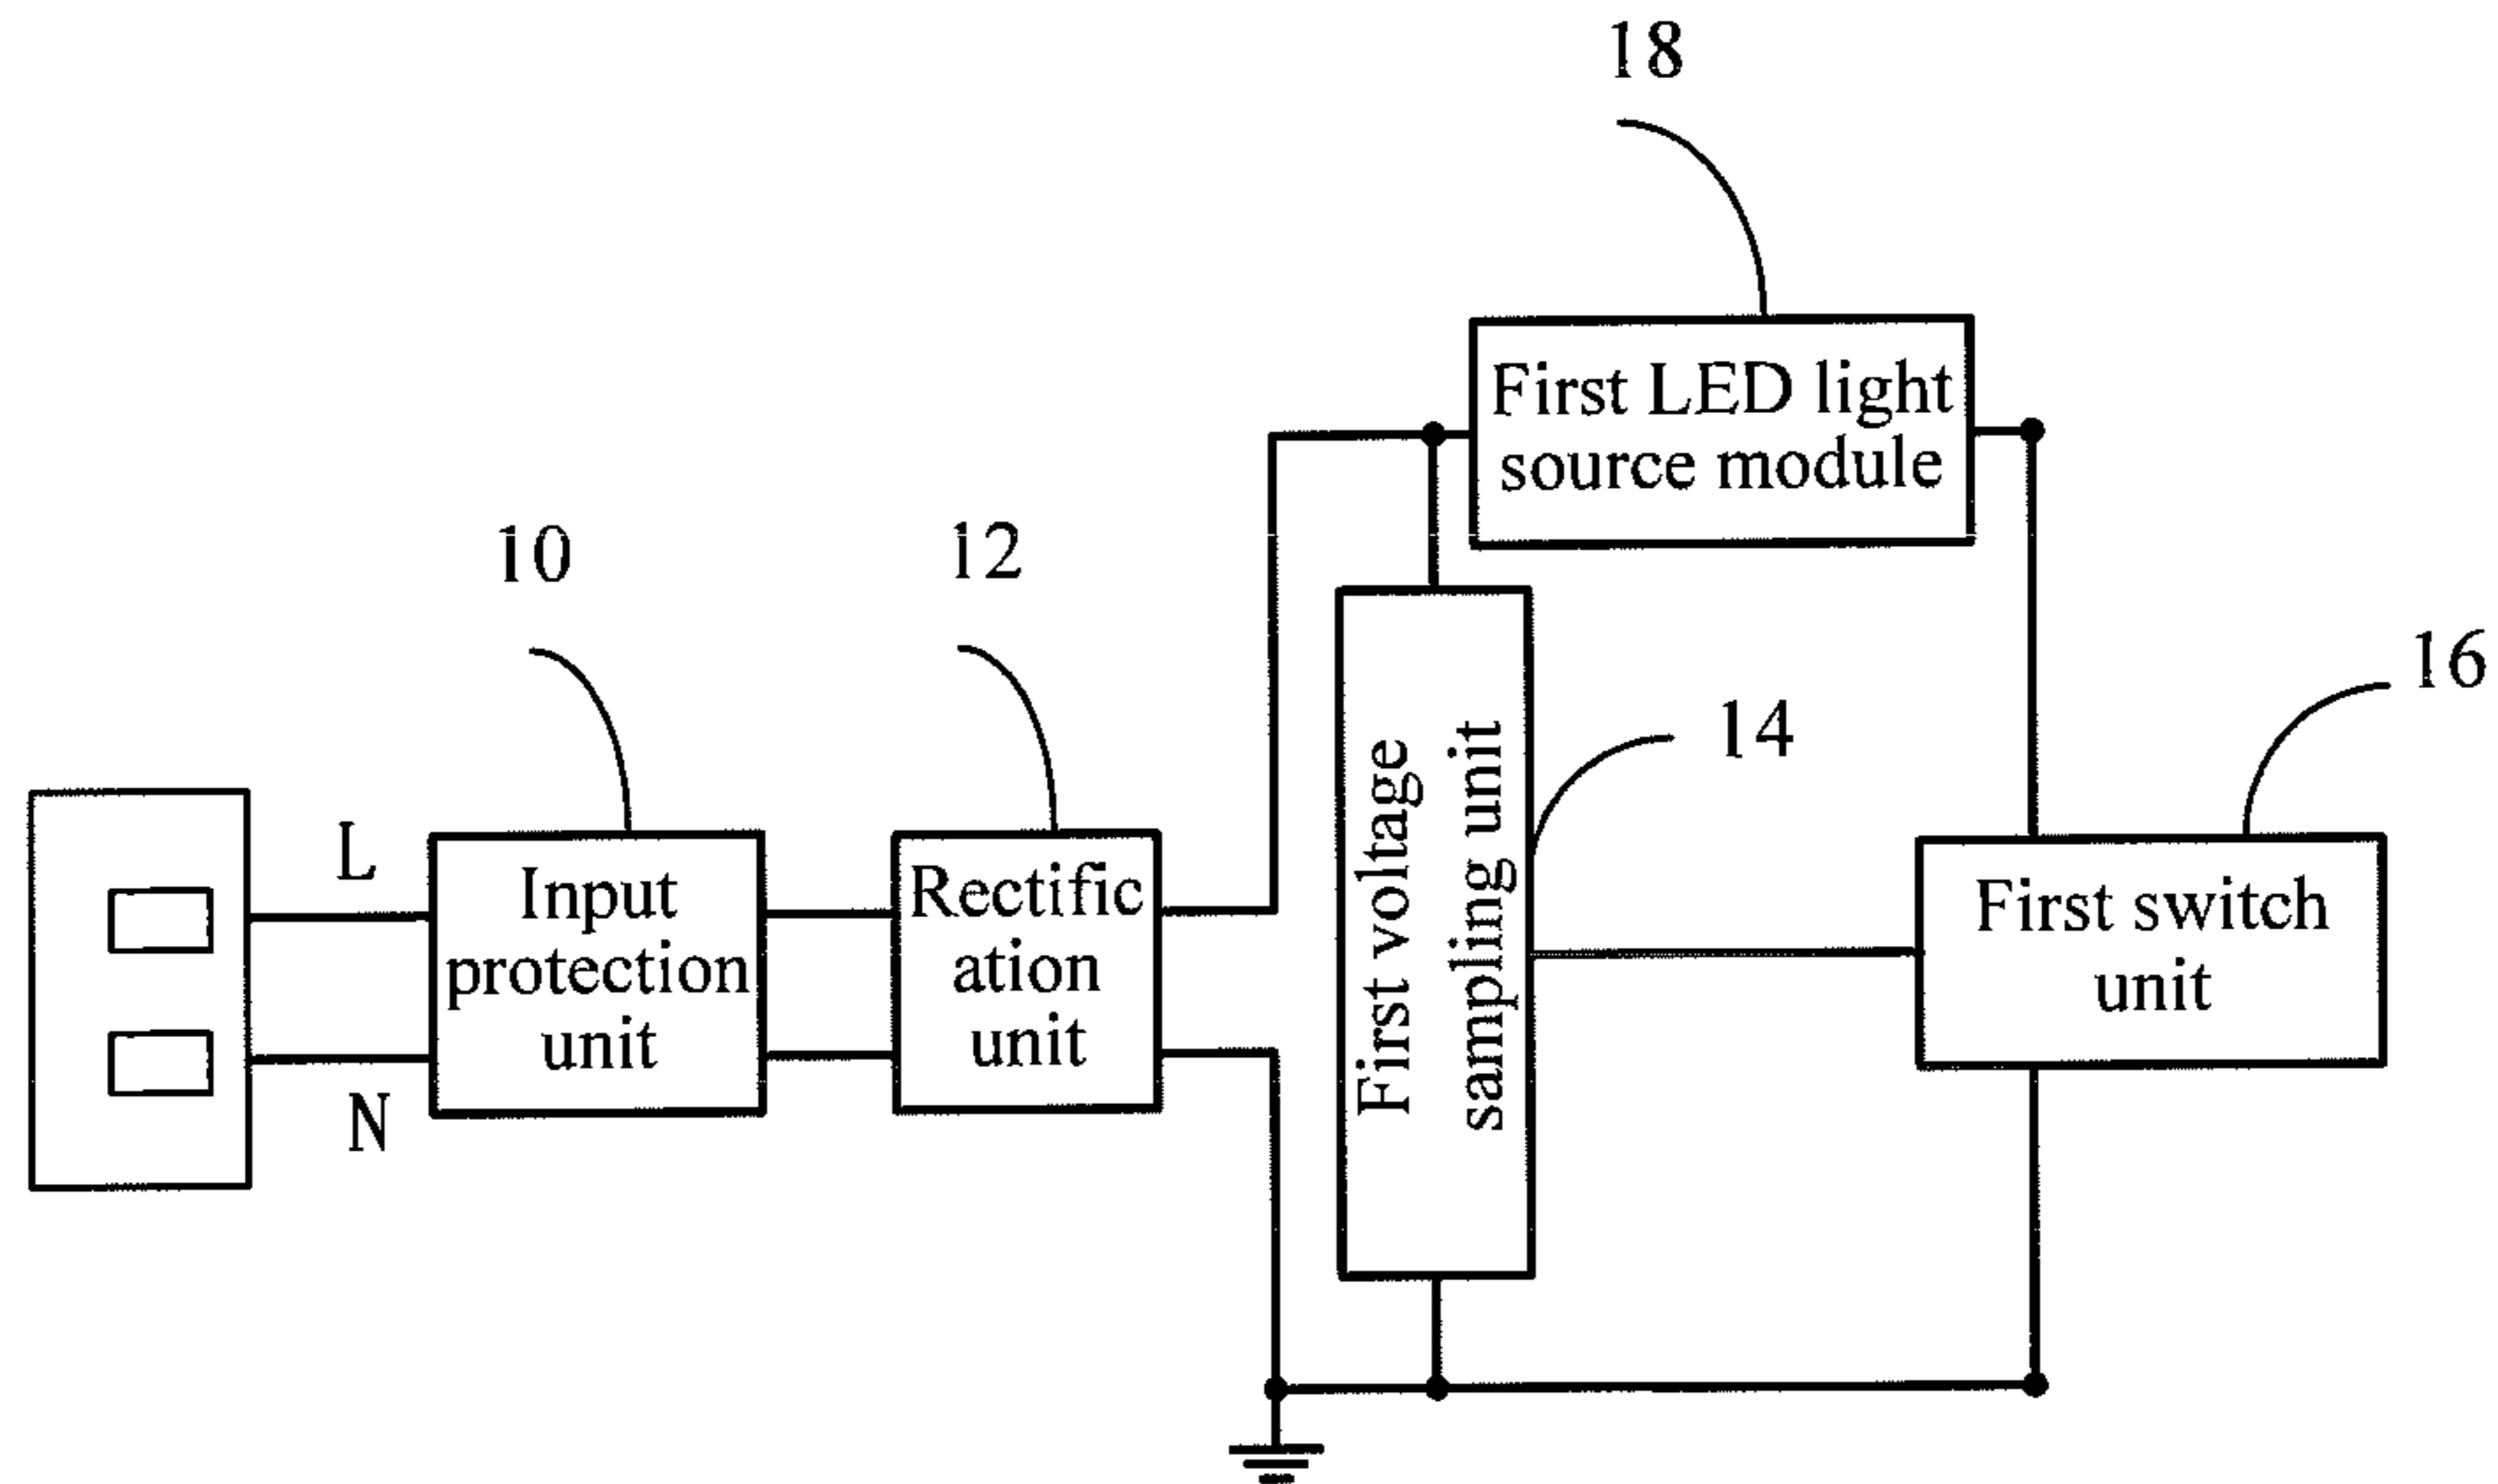 18
First LED light
source module
10
12
16
14
First voltage
sampling unit
L
Input
protection
unit
Rectific
ation
unit
First switch
unit
N